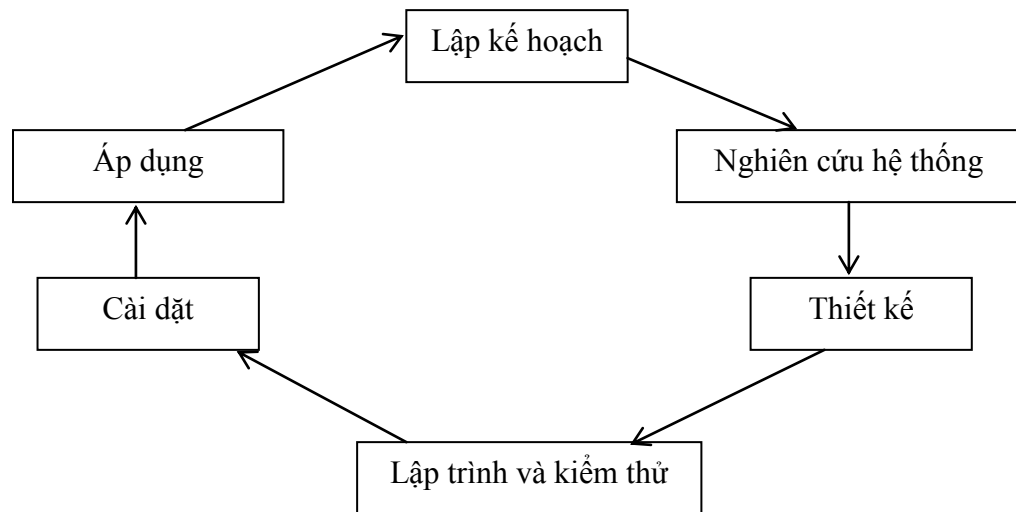 Lập kế hoạch
Nghiên cứu hệ thống
Thiết kế
Lập trình và kiểm thử
Cài dặt
Áp dụng